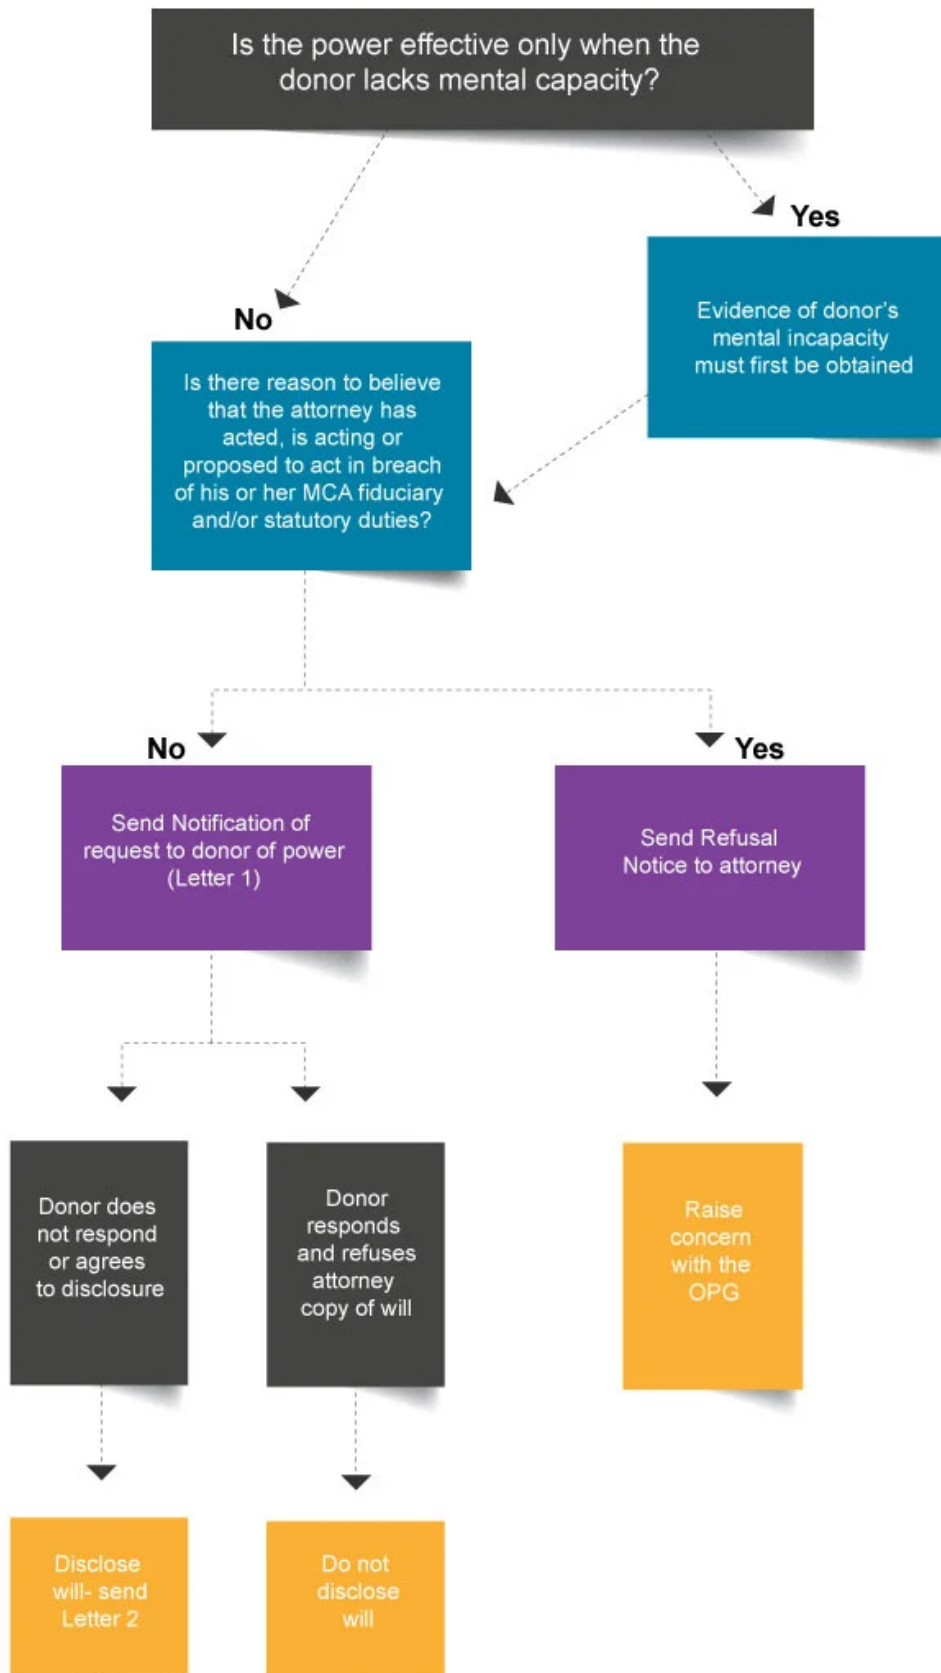 Is the power effective only when the
donor lacks mental capacity?
Yes
Evidence of donor's
mental incapacity
must first be obtained
No
Is there reason to believe
that the attorney has
acted, is acting or
proposed to act in breach
of his or her MCA fiduciary
and/or statutory duties?
No
Send Notification of
request to donor of power
(Letter 1)
Yes
Send Refusal
Notice to attorney
Donor does
not respond
or agrees
to disclosure
Donor
responds
and refuses
attorney
copy of will
Raise
concern
with the
OPG
Disclose
will- send
Letter 2
Do not
disclose
will